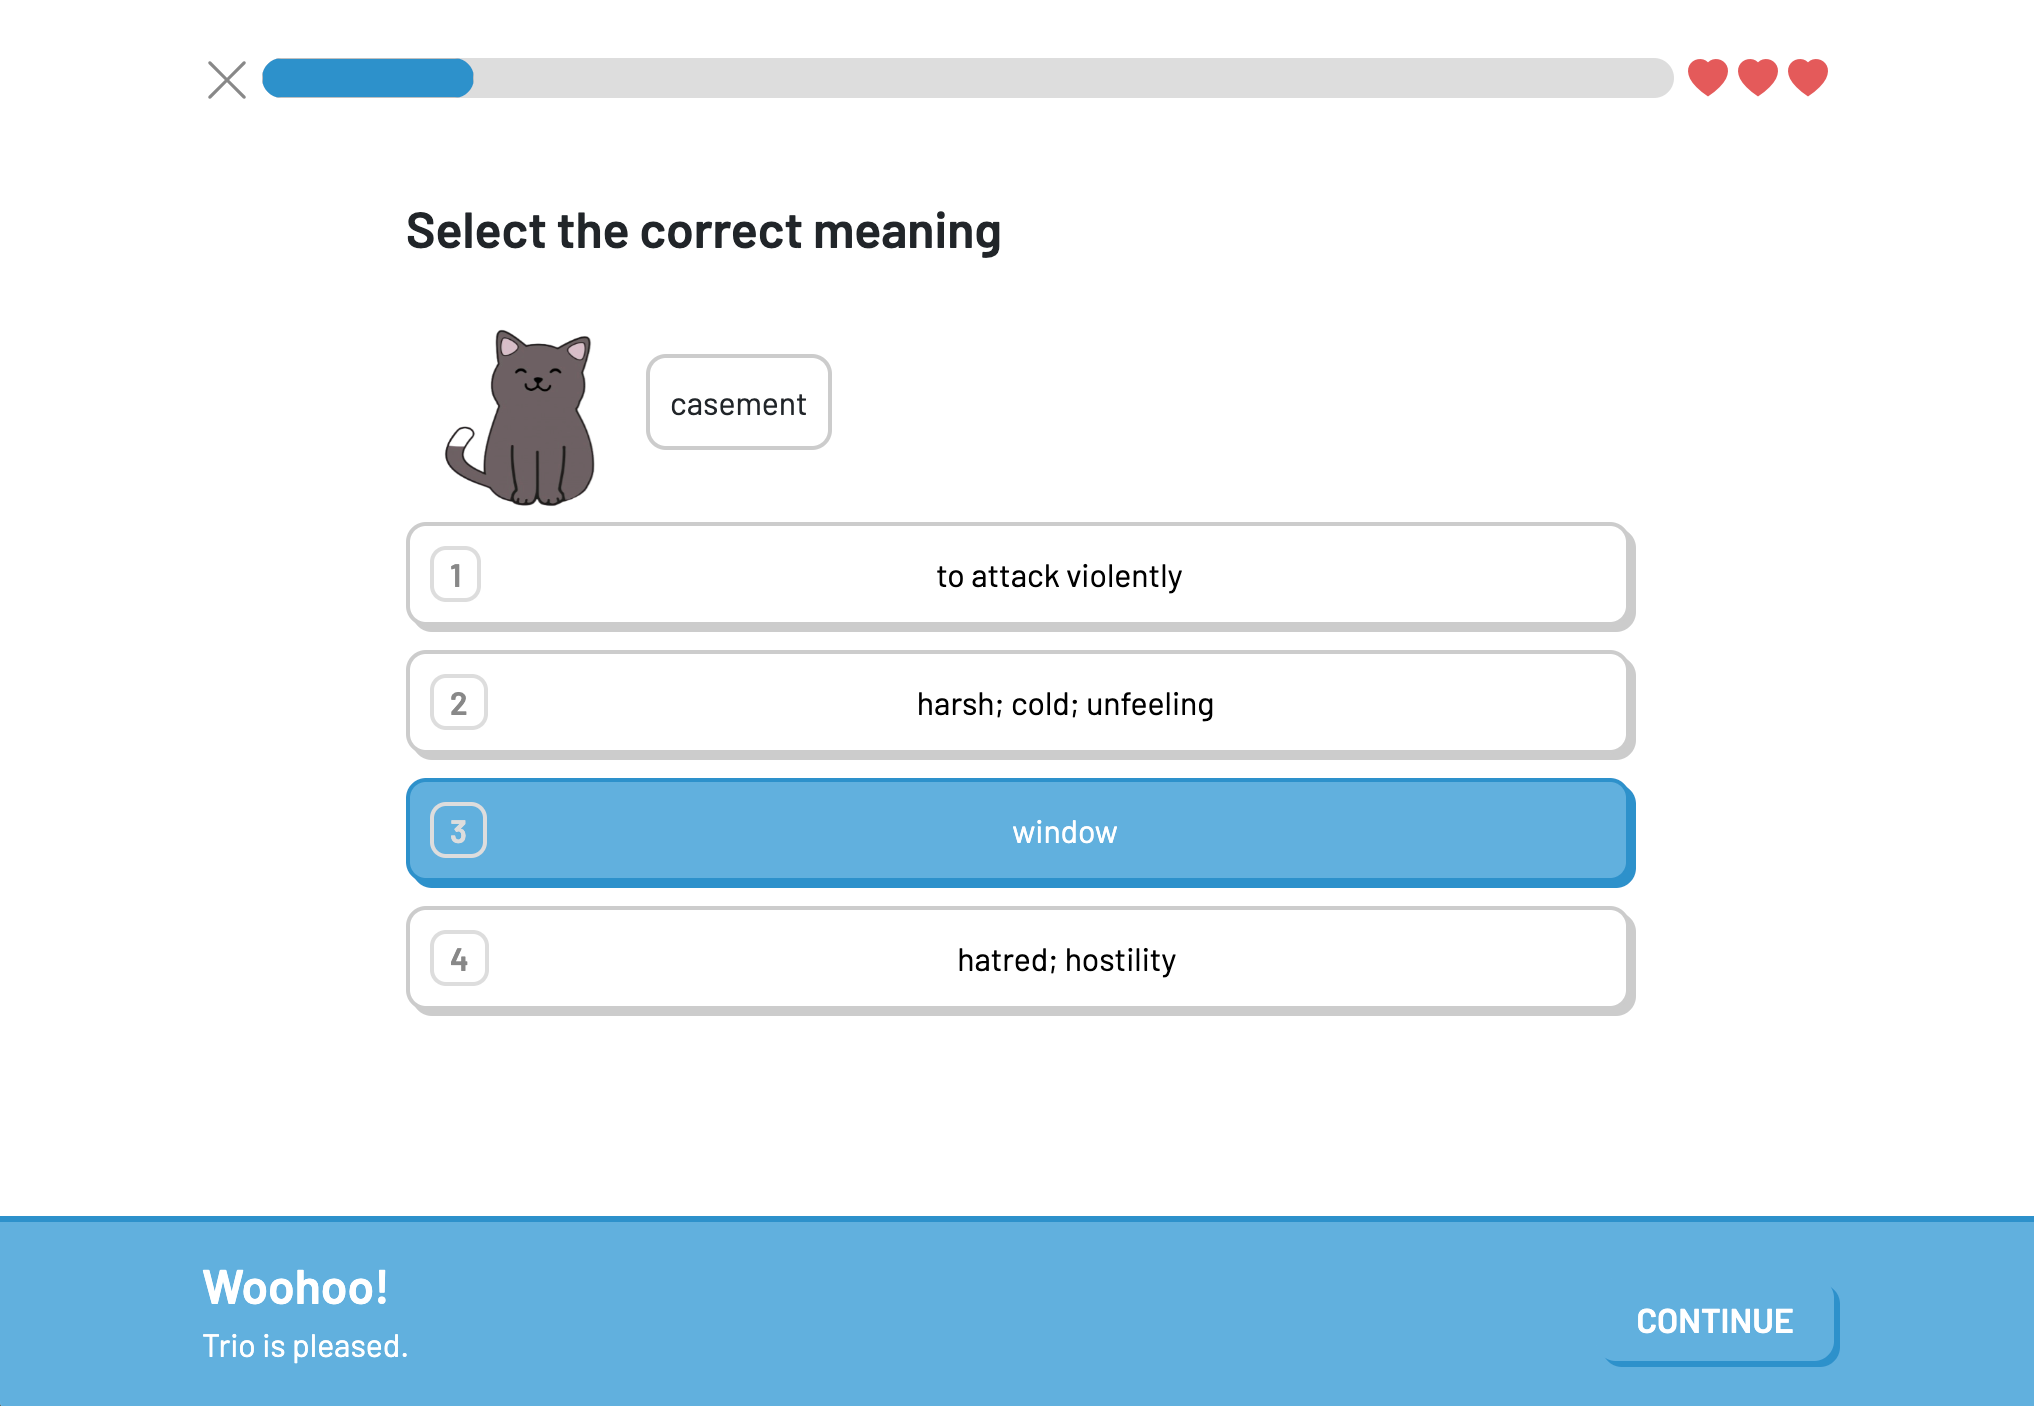 Select the correct meaning
casement
1 to attack violently
2 harsh; cold; unfeeling
3 window
4 hatred; hostility
Woohoo!
Trio is pleased.
CONTINUE